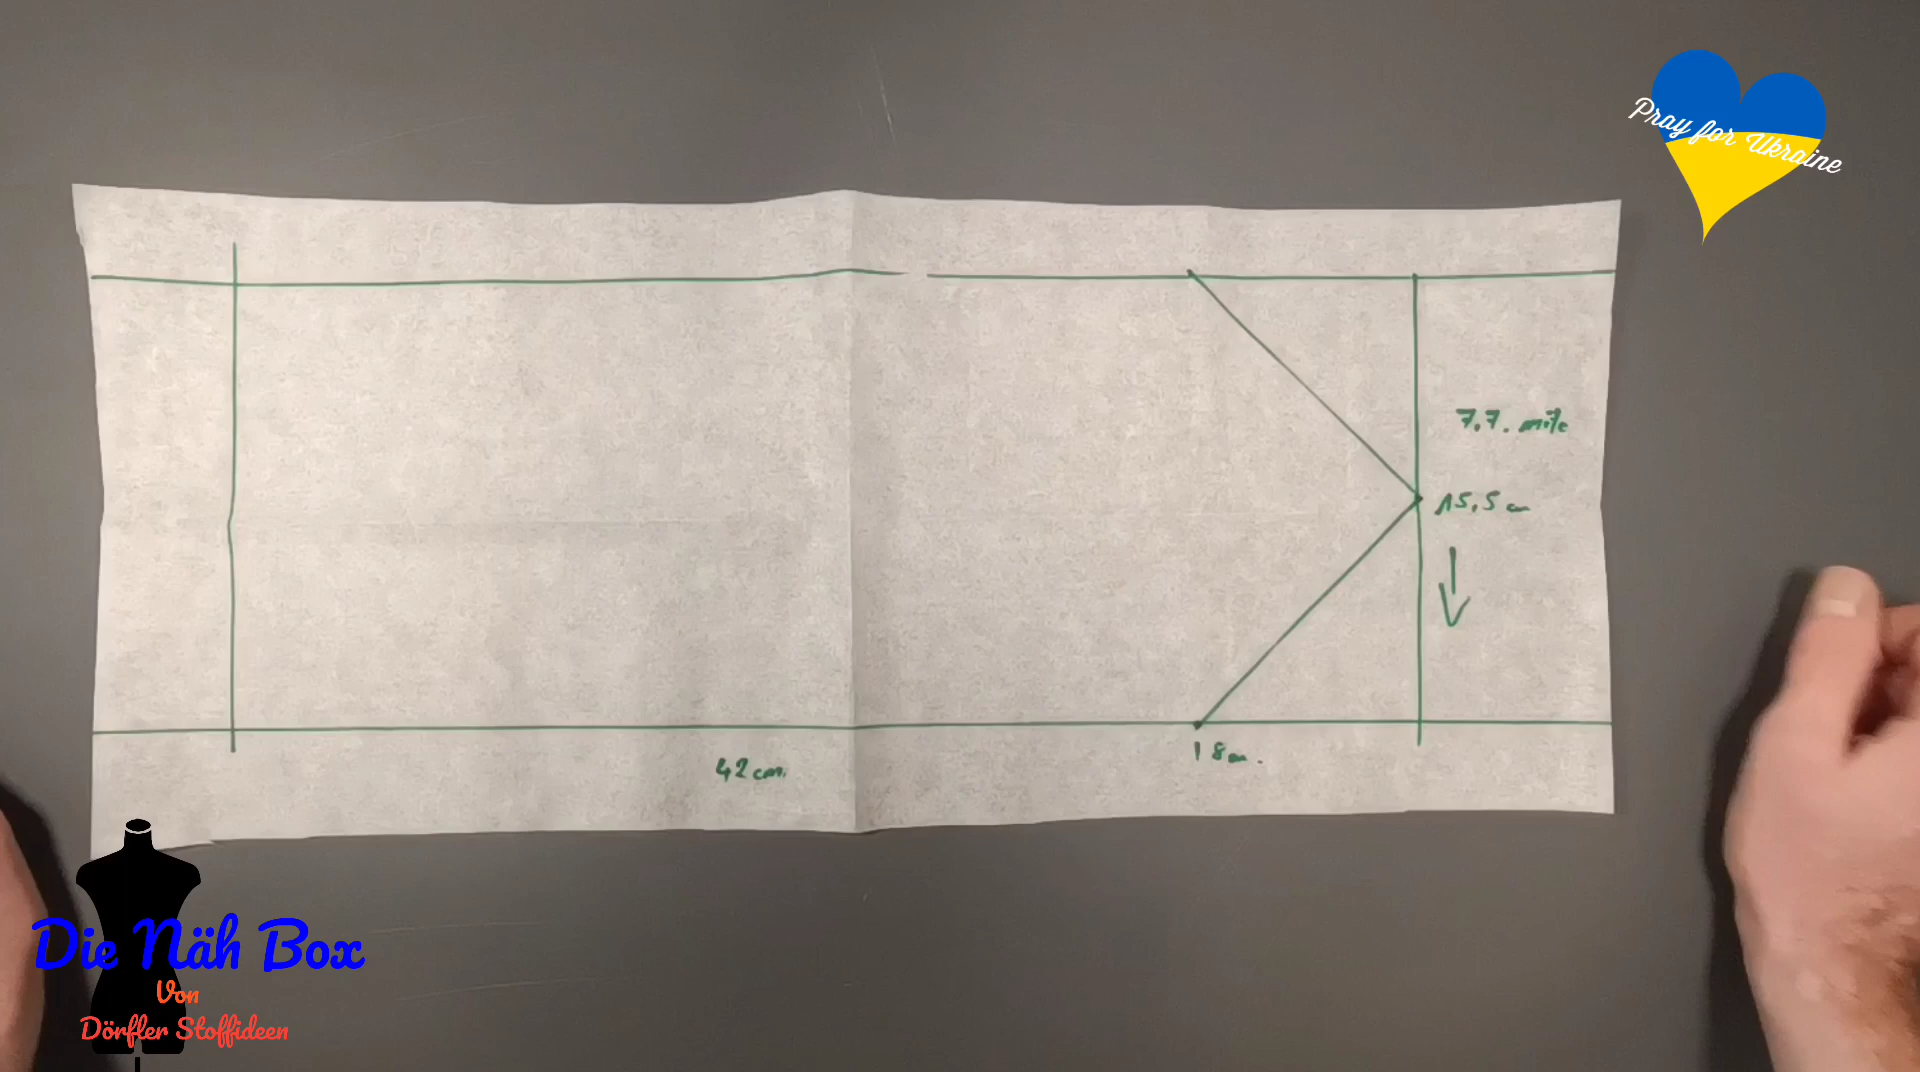 Pray for Ukraine
7,7. mitte
15,5 cm
42 cm.
18 cm.
Die Näh Box
Von
Dörfler Stoffideen